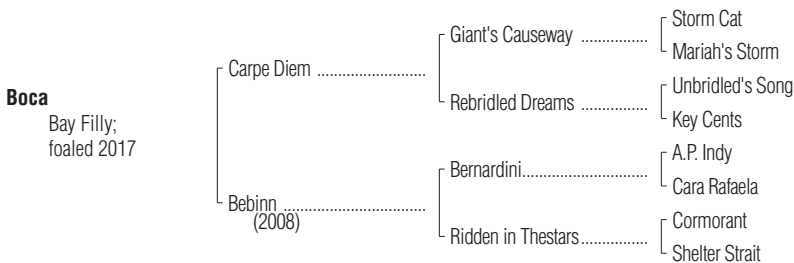 Storm Cat
Giant's Causeway ................
Mariah's Storm
Carpe Diem ..........................
Unbridled's Song
Rebridled Dreams ................
Key Cents
Boca
Bay Filly;
foaled 2017
A.P. Indy
Bernardini..............................
Cara Rafaela
Bebinn ..................................
(2008)
Cormorant
Ridden in Thestars................
Shelter Strait